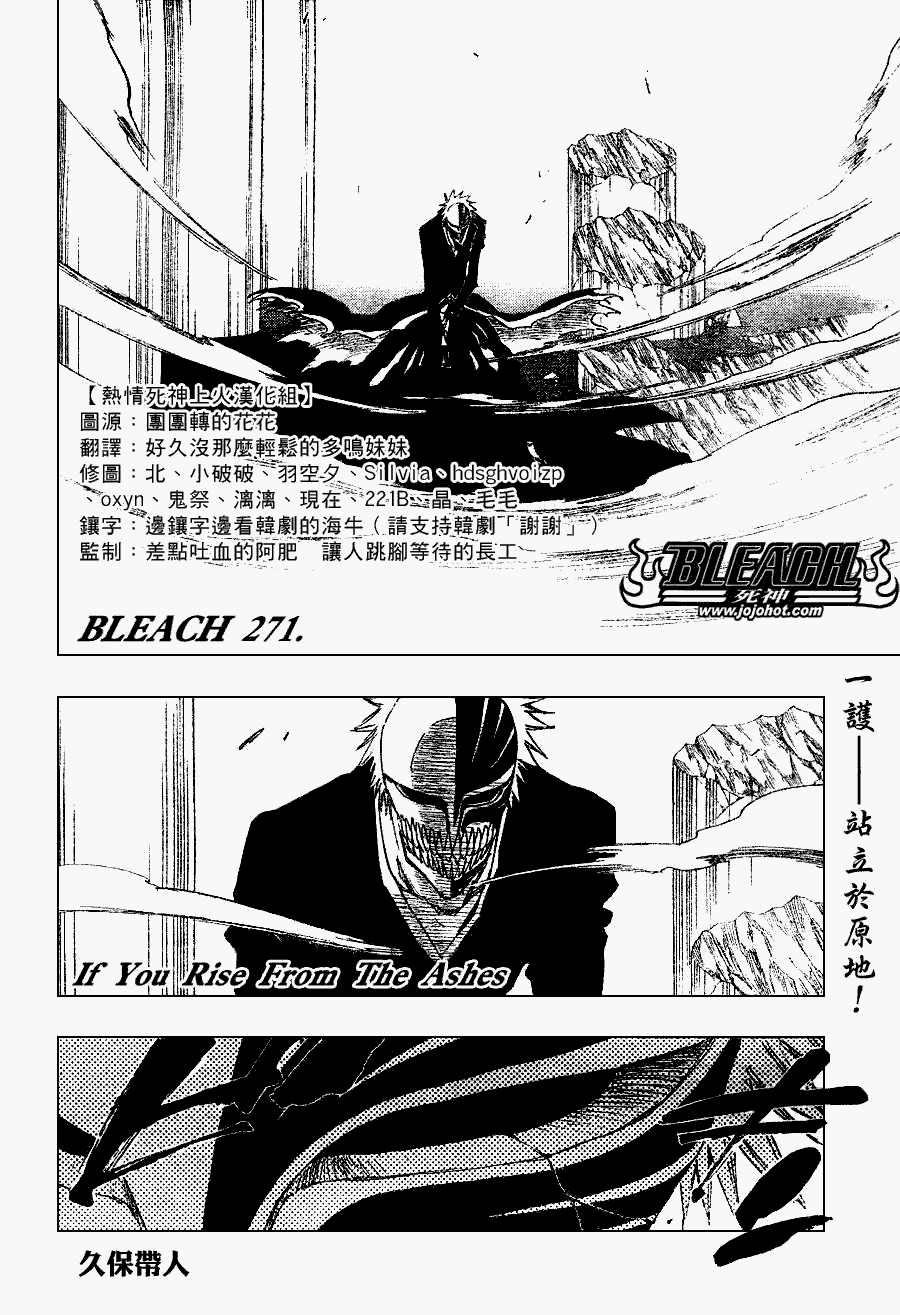 【熱情死神上火漢化組】
圖源：團團轉的花花
翻譯：好久沒那麼輕鬆的多鳴妹妹
修圖：北、小破破、羽空夕、Silvia、hdsghvoizp
、oxyn、鬼祭、漓漓、現在、221B、晶、毛毛
鑲字：邊鑲字邊看韓劇的海牛（請支持韓劇「謝謝」）
監制：差點吐血的阿肥　讓人跳腳等待的長工
BLEACH
死神
www.jojohot.com
BLEACH 271.
一護——站立於原地！
If You Rise From The Ashes
久保帶人